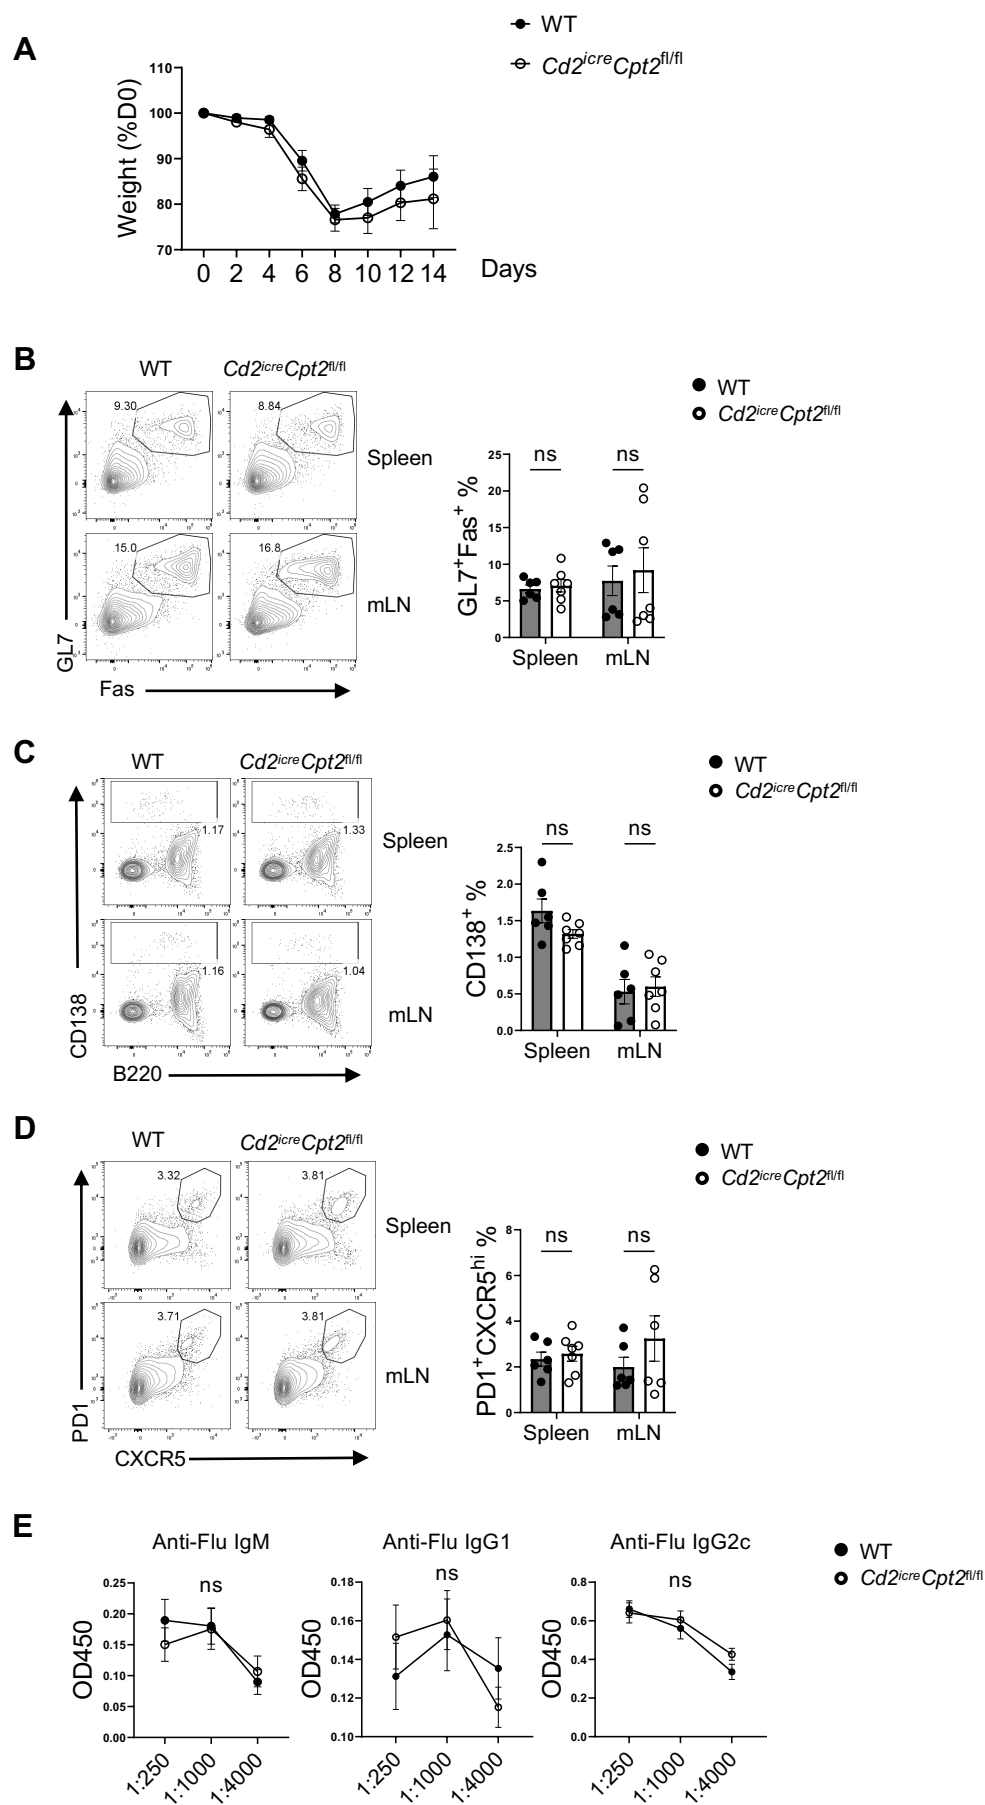 A
WT
Cd2icreCpt2fl/fl
Weight (%D0)
110
100
90
80
70
0 2 4 6 8 10 12 14 Days
B
WT Cd2icreCpt2fl/fl
WT
Cd2icreCpt2fl/fl
9.30 8.84
Spleen
15.0 16.8
mLN
GL7
Fas
GL7+Fas+ %
25
20
15
10
5
0
ns ns
Spleen mLN
C
WT Cd2icreCpt2fl/fl
WT
Cd2icreCpt2fl/fl
1.17 1.33
Spleen
1.16 1.04
mLN
CD138
B220
CD138+ %
2.5
2.0
1.5
1.0
0.5
0.0
ns ns
Spleen mLN
D
WT Cd2icreCpt2fl/fl
WT
Cd2icreCpt2fl/fl
3.32 3.81
Spleen
3.71 3.81
mLN
PD1
CXCR5
PD1+CXCR5hi %
8
6
4
2
0
ns ns
Spleen mLN
E
Anti-Flu IgM
ns
OD450
0.25
0.20
0.15
0.10
0.05
0.00
1:250 1:1000 1:4000
Anti-Flu IgG1
ns
OD450
0.18
0.16
0.14
0.12
0.10
1:250 1:1000 1:4000
Anti-Flu IgG2c
ns
OD450
0.8
0.6
0.4
0.2
0.0
1:250 1:1000 1:4000
WT
Cd2icreCpt2fl/fl